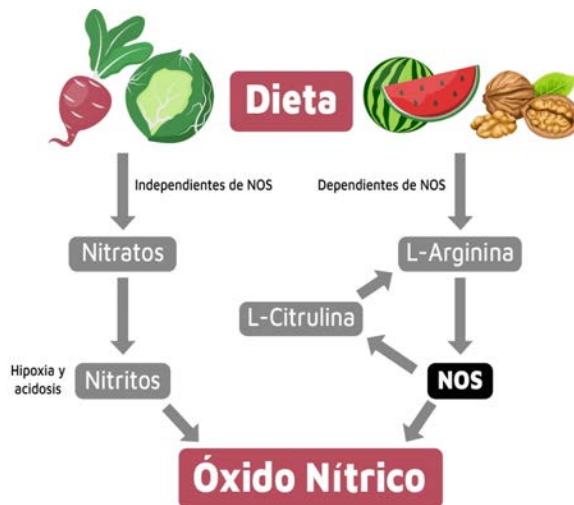 Dieta
Independientes de NOS
Dependientes de NOS
Nitratos
L-Arginina
L-Citrulina
Hipoxia y
acidosis
Nitritos
NOS
Óxido Nítrico